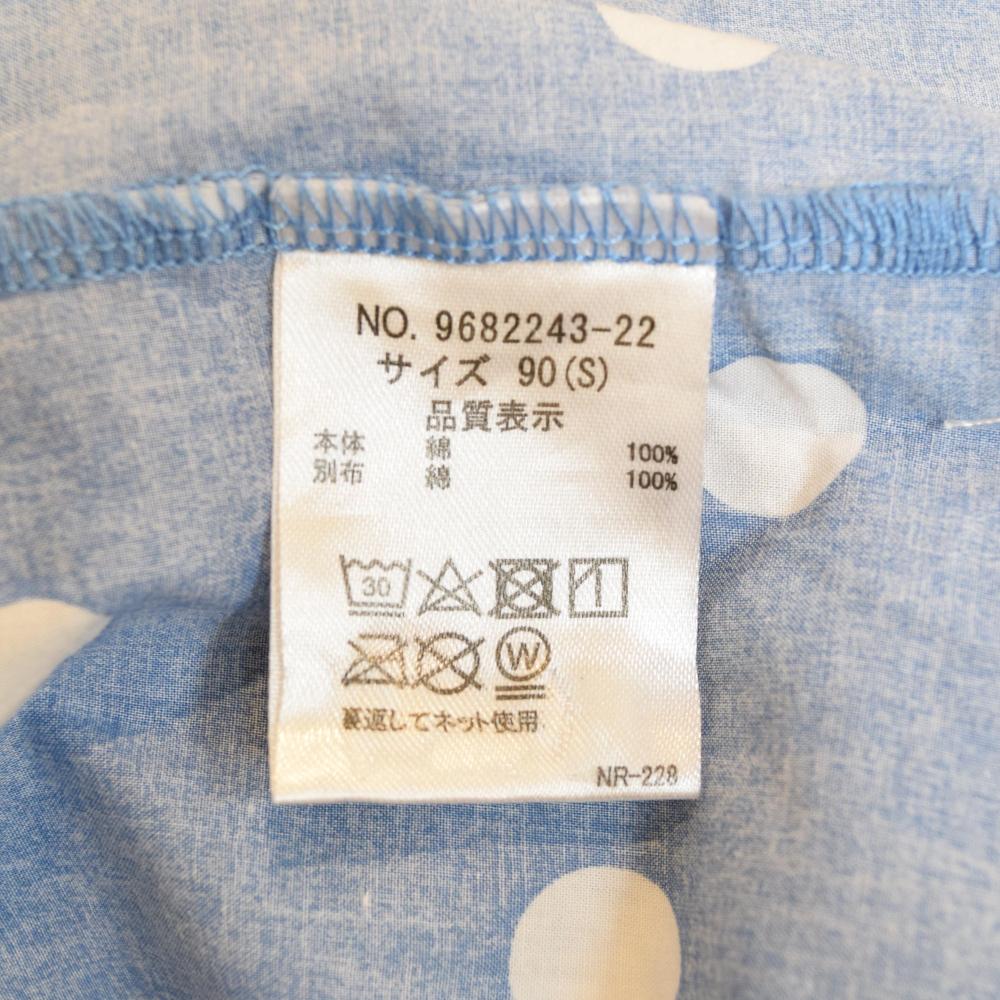 NO. 9682243-22
サイズ 90(S)
品質表示
本体 綿 100%
別布 綿 100%
30
W
裏返してネット使用
NR-228